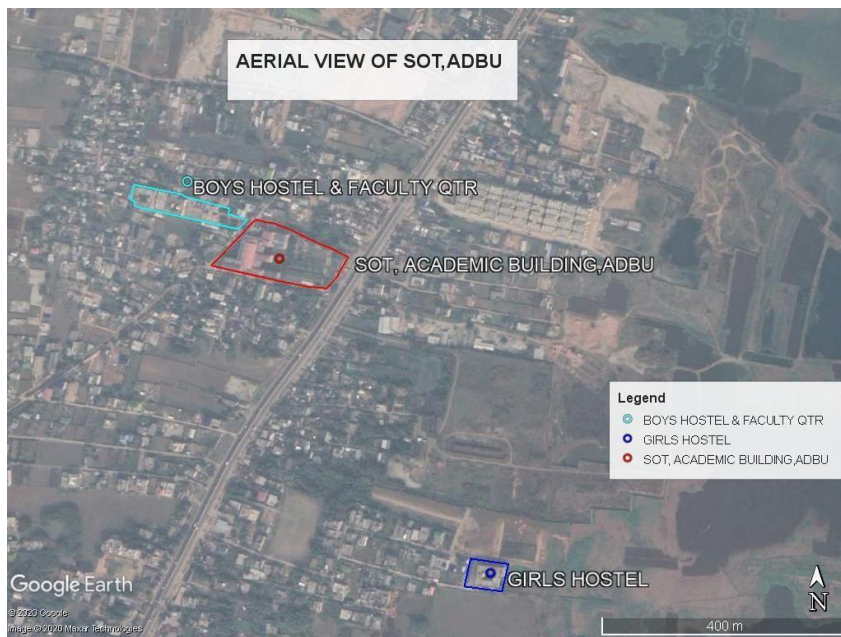 AERIAL VIEW OF SOT,ADBU
BOYS HOSTEL & FACULTY QTR
SOT, ACADEMIC BUILDING,ADBU
Legend
BOYS HOSTEL & FACULTY QTR
GIRLS HOSTEL
SOT, ACADEMIC BUILDING,ADBU
GIRLS HOSTEL
Google Earth
N
© 2020 Google
Image © 2020 Maxar Technologies
400 m